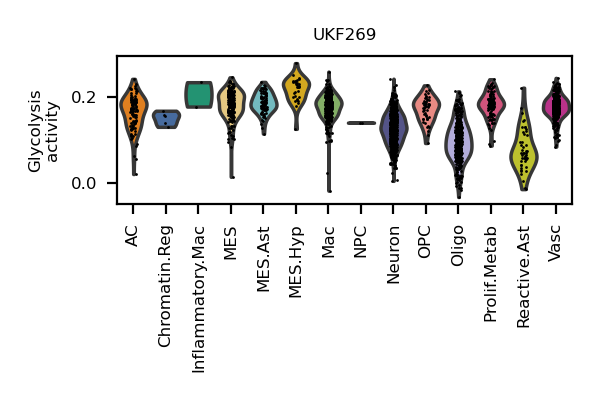 UKF269
Glycolysis
activity
0.2
0.0
AC
Chromatin.Reg
Inflammatory.Mac
MES
MES.Ast
MES.Hyp
Mac
NPC
Neuron
OPC
Oligo
Prolif.Metab
Reactive.Ast
Vasc